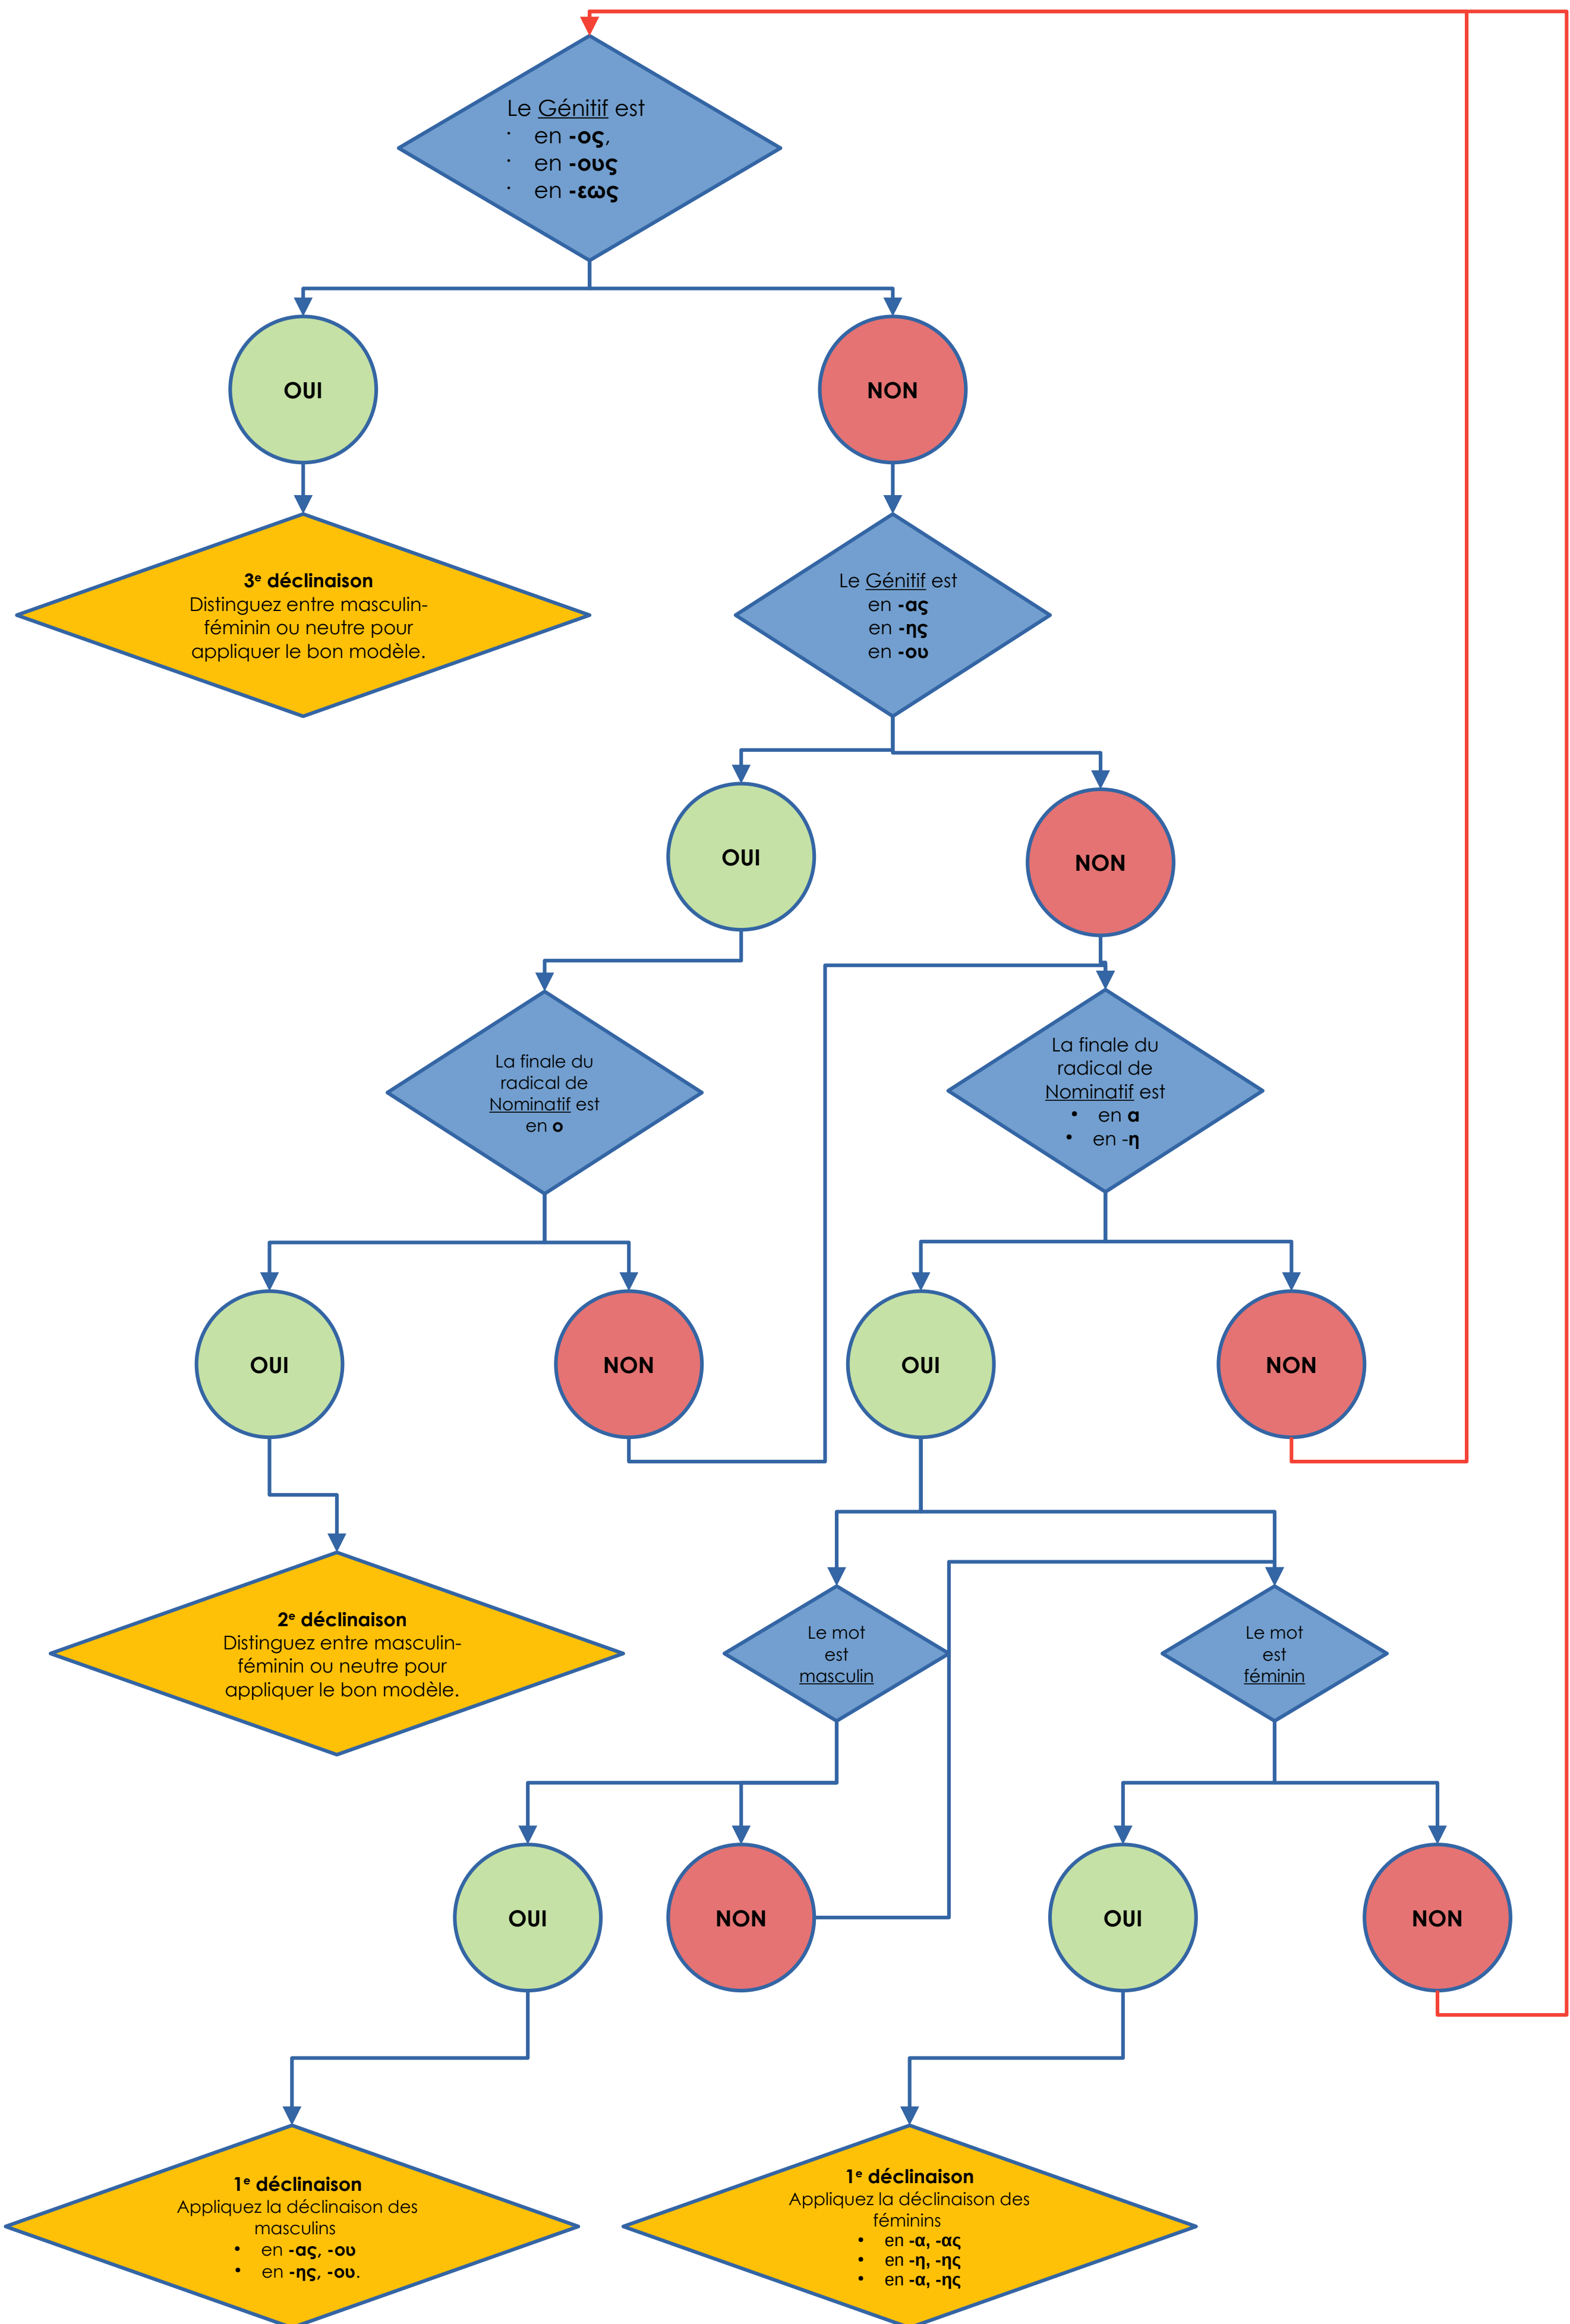 Le Génitif est
· en -ος,
· en -ους
· en -εως
OUI
NON
3e déclinaison
Distinguez entre masculin-
féminin ou neutre pour
appliquer le bon modèle.
Le Génitif est
en -ας
en -ης
en -ου
OUI
NON
La finale du
radical de
Nominatif est
en ο
La finale du
radical de
Nominatif est
• en α
• en -η
OUI
NON
OUI
NON
2e déclinaison
Distinguez entre masculin-
féminin ou neutre pour
appliquer le bon modèle.
Le mot
est
masculin
Le mot
est
féminin
OUI
NON
OUI
NON
1e déclinaison
Appliquez la déclinaison des
masculins
• en -ας, -ου
• en -ης, -ου.
1e déclinaison
Appliquez la déclinaison des
féminins
• en -α, -ας
• en -η, -ης
• en -α, -ης